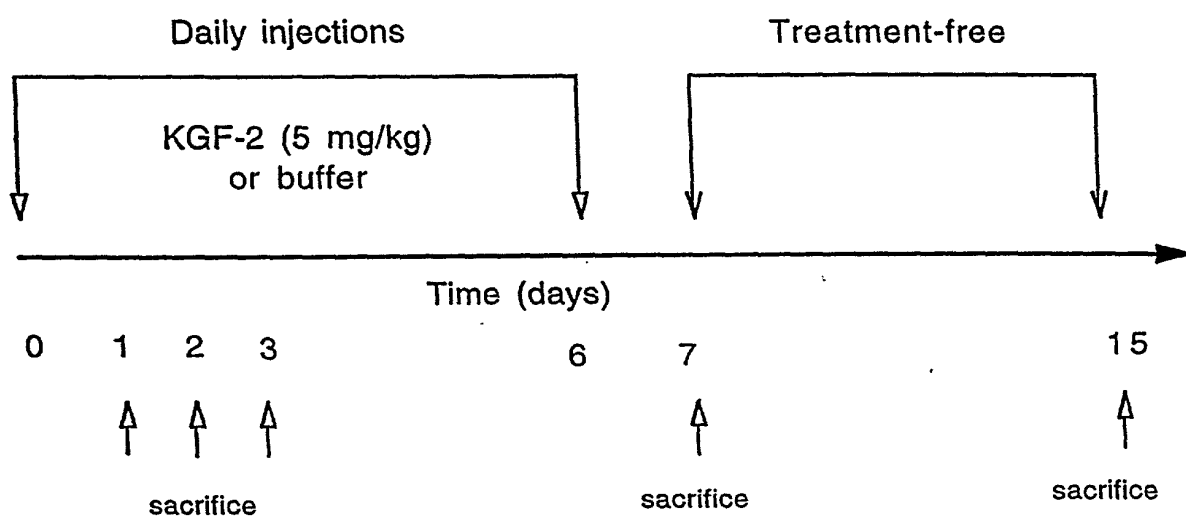 Daily injections
Treatment-free
KGF-2 (5 mg/kg)
or buffer
Time (days)
0 1 2 3 6 7 15
sacrifice sacrifice sacrifice